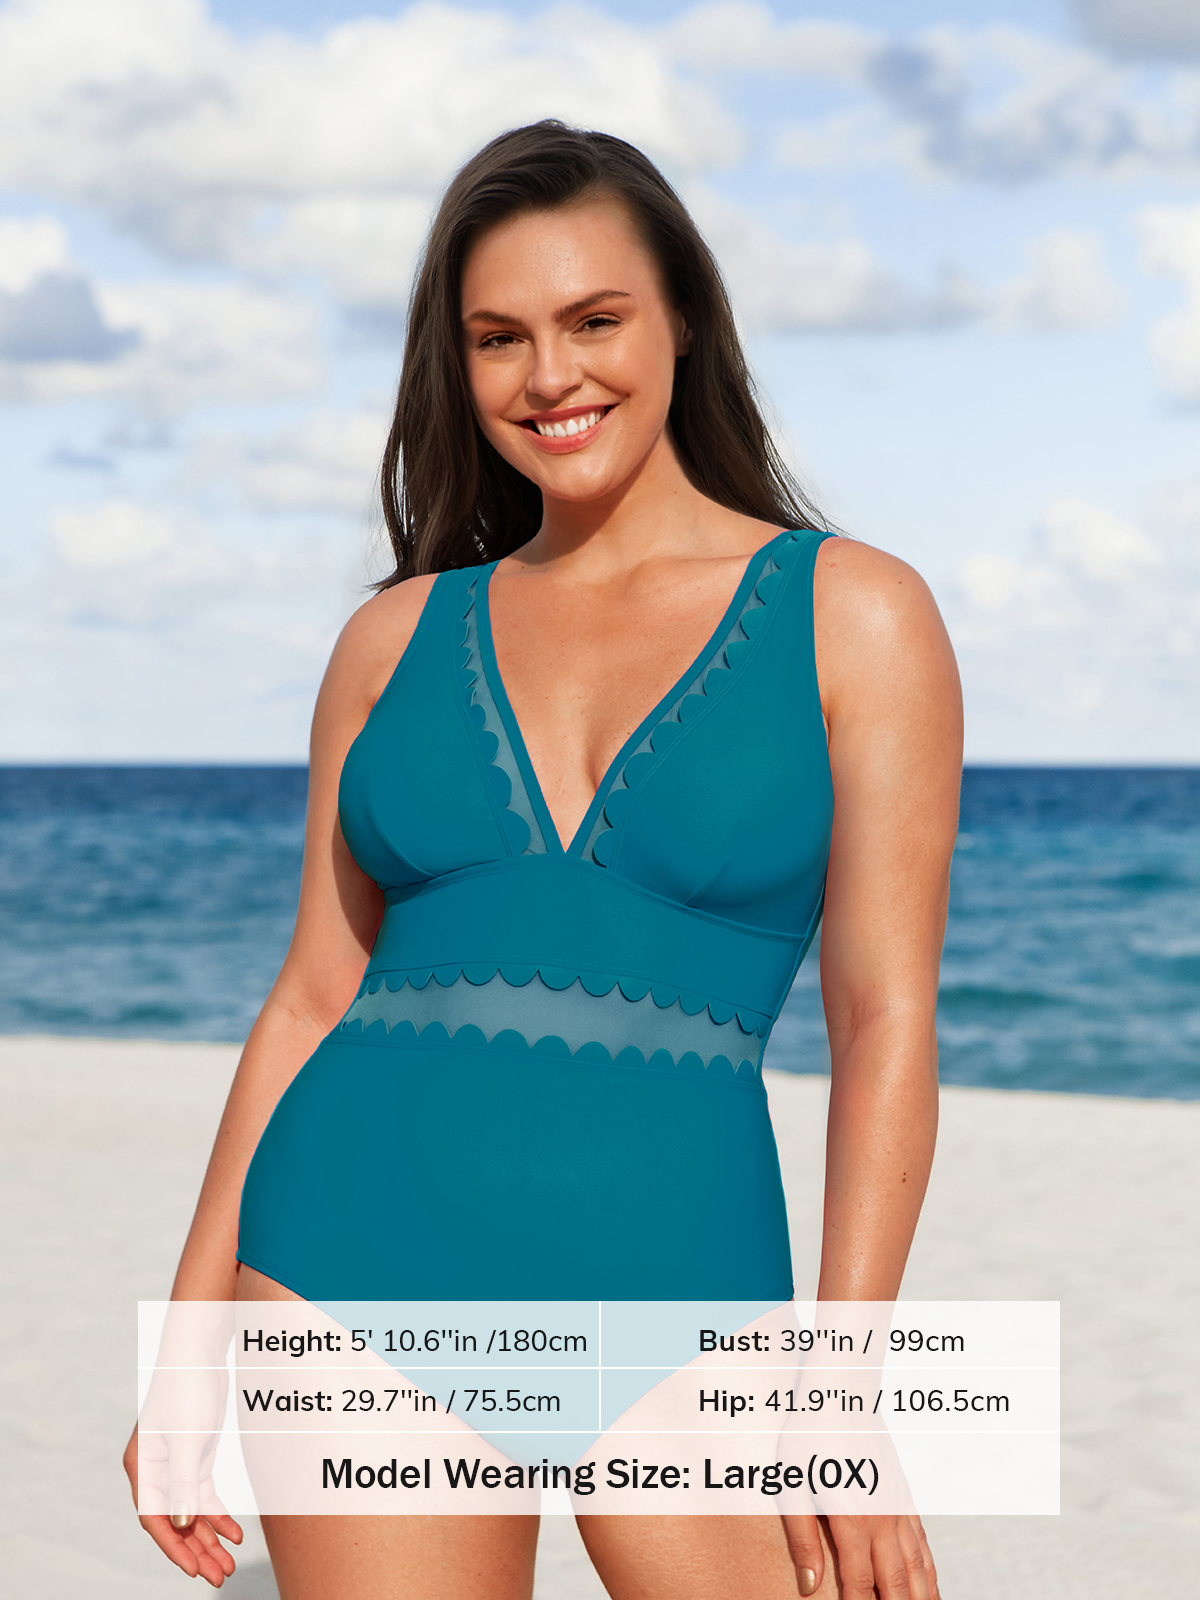 Height: 5' 10.6''in /180cm
Bust: 39''in / 99cm
Waist: 29.7''in / 75.5cm
Hip: 41.9''in / 106.5cm
Model Wearing Size: Large(0X)